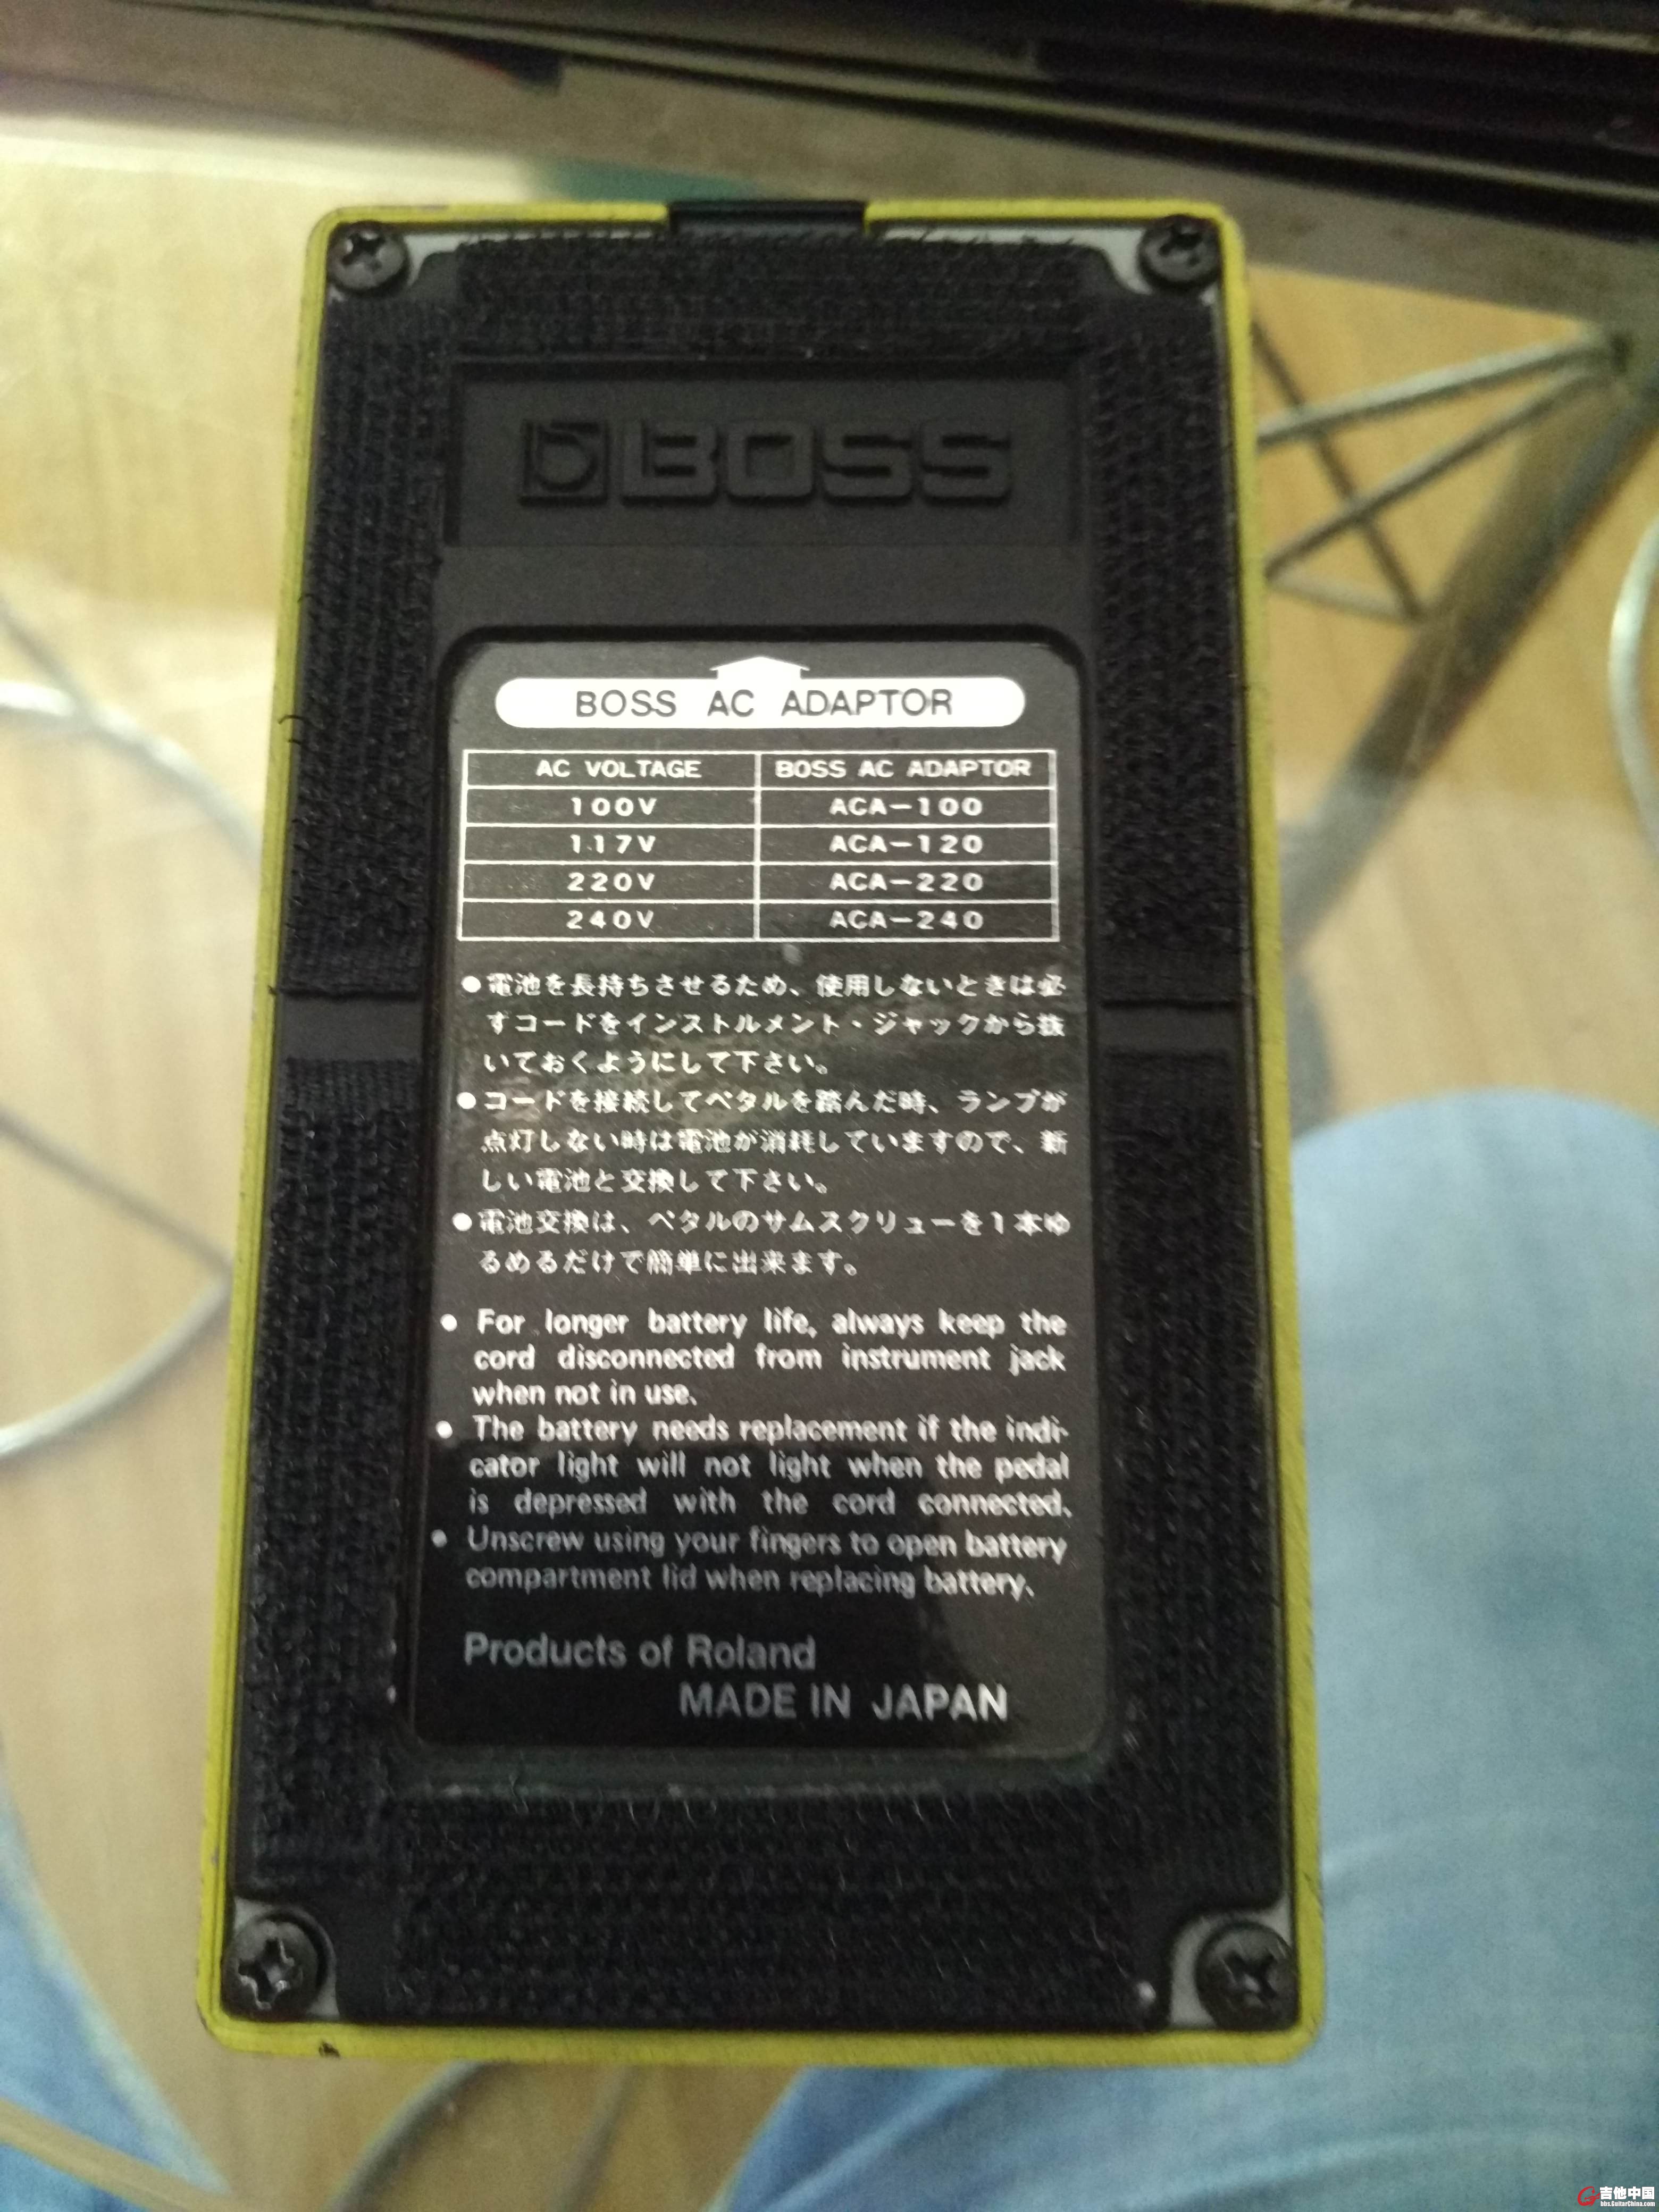 BOSS
BOSS AC ADAPTOR
AC VOLTAGE BOSS AC ADAPTOR
100V ACA-100
117V ACA-120
220V ACA-220
240V ACA-240
●電池を長持ちさせるため、使用しないときは必
ずコードをインストルメント・ジャックから抜
いておくようにして下さい。
●コードを接続してペタルを踏んだ時、ランプが
点灯しない時は電池が消耗していますので、新
しい電池と交換して下さい。
●電池交換は、ペタルのサムスクリューを1本ゆ
るめるだけで簡単に出来ます。
● For longer battery life, always keep the
cord disconnected from instrument jack
when not in use.
● The battery needs replacement if the indi-
cator light will not light when the pedal
is depressed with the cord connected.
● Unscrew using your fingers to open battery
compartment lid when replacing battery.
Products of Roland
MADE IN JAPAN
吉他中国
bbs.GuitarChina.com